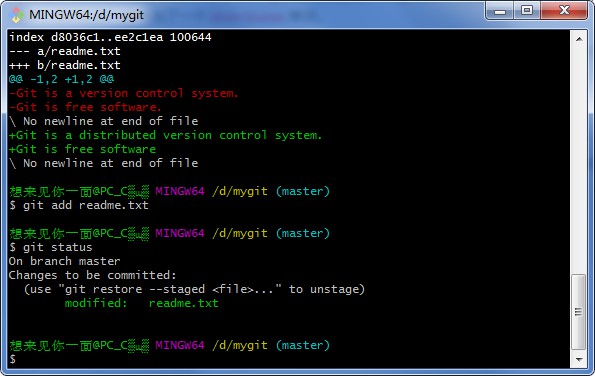 MINGW64:/d/mygit
index d8036c1..ee2c1ea 100644
--- a/readme.txt
+++ b/readme.txt
@@ -1,2 +1,2 @@
-Git is a version control system.
-Git is free software.
\ No newline at end of file
+Git is a distributed version control system.
+Git is free software
\ No newline at end of file
想来见你一面@PC_C MINGW64 /d/mygit (master)
$ git add readme.txt
想来见你一面@PC_C MINGW64 /d/mygit (master)
$ git status
On branch master
Changes to be committed:
(use "git restore --staged <file>..." to unstage)
modified: readme.txt
想来见你一面@PC_C MINGW64 /d/mygit (master)
$